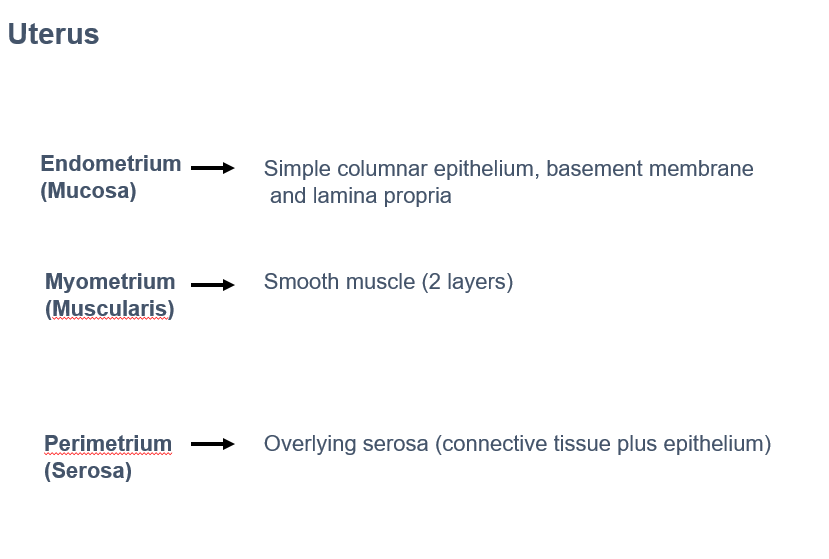 Uterus
Endometrium
(Mucosa)
Simple columnar epithelium, basement membrane
and lamina propria
Myometrium
(Muscularis)
Smooth muscle (2 layers)
Perimetrium
(Serosa)
Overlying serosa (connective tissue plus epithelium)